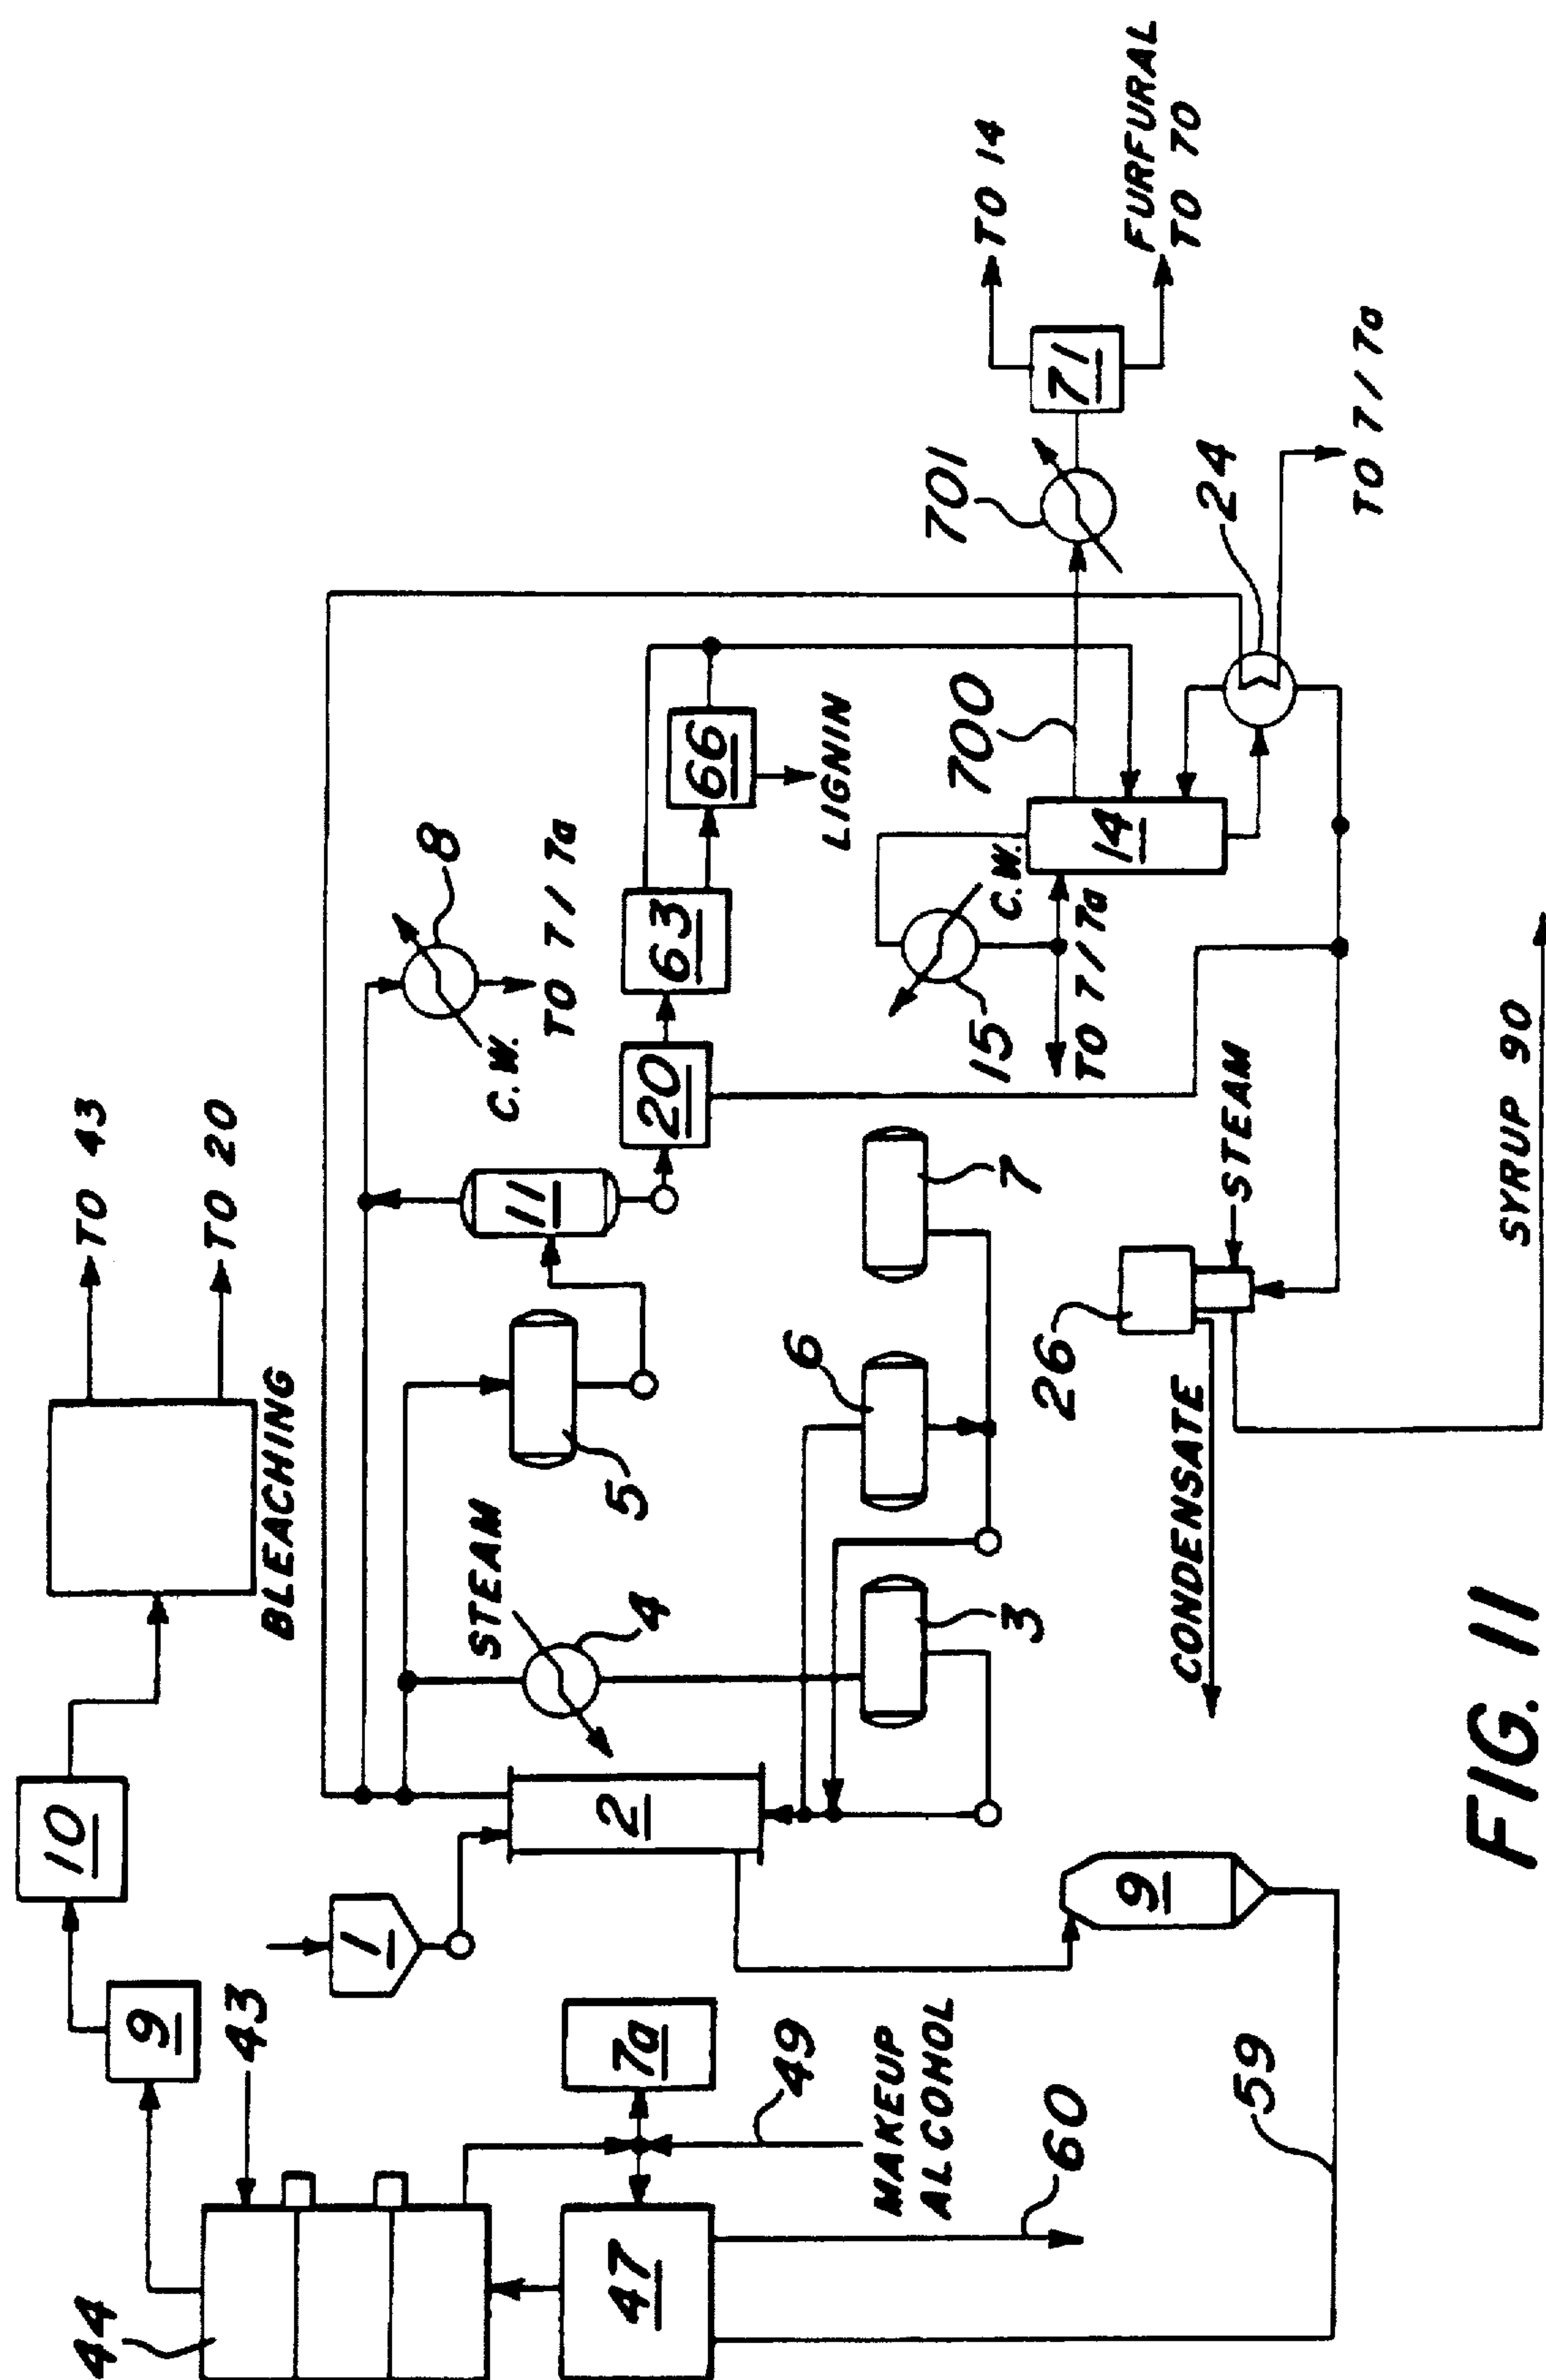 44
43
9
10
BLEACHING
TO 43
TO 20
1
2
STEAM
4
5
11
8
C.W.
TO 7/7a
20
63
66
LIGNIN
47
7a
49
MAKEUP
ALCOHOL
60
59
9
3
6
7
15
C.W.
TO 7/7a
14
700
701
71
TO 14
FURFURAL
TO 70
24
TO 7/7a
26
STEAM
CONDENSATE
SYRUP 90
FIG. 11